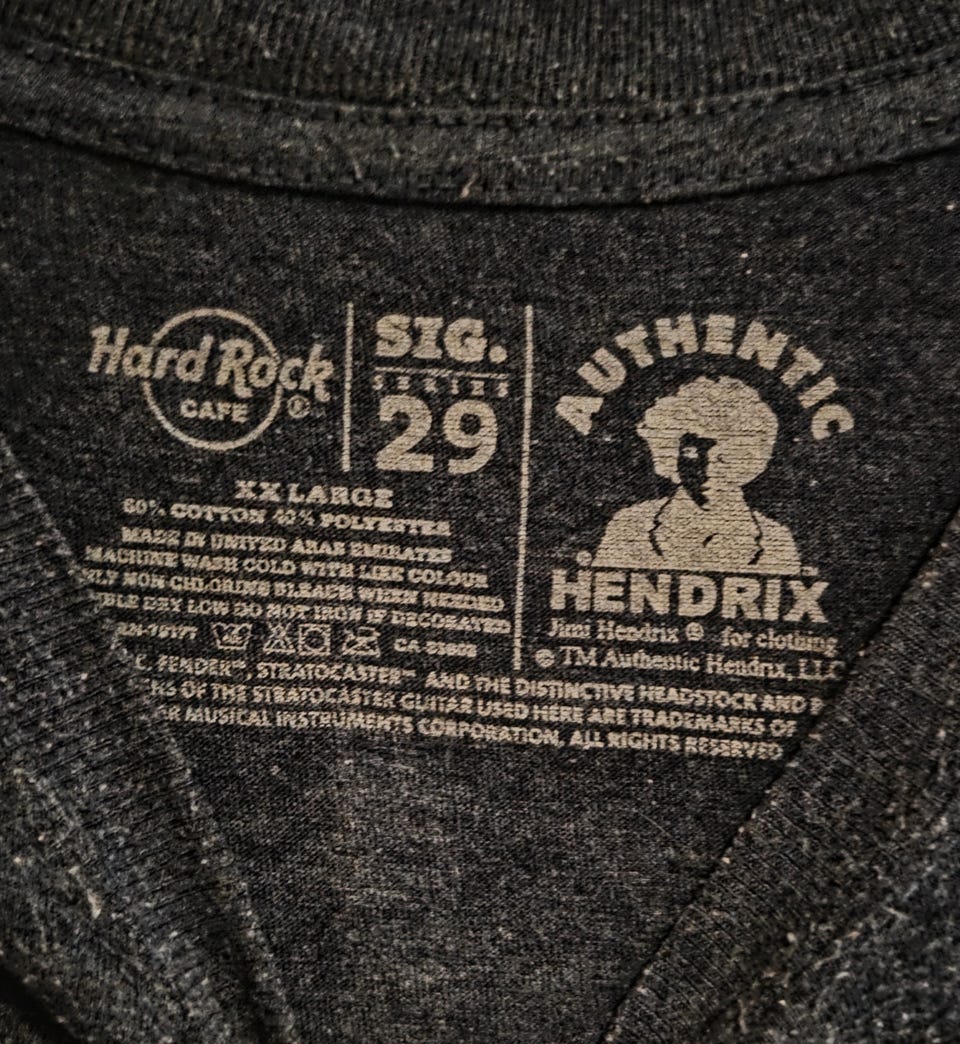 Hard Rock
CAFE ®
SIG.
SERIES
29
AUTHENTIC
HENDRIX
Jimi Hendrix ® for clothing
TM Authentic Hendrix, LLC
XX LARGE
60% COTTON 40% POLYESTER
MADE IN UNITED ARAB EMIRATES
MACHINE WASH COLD WITH LIKE COLOUR
NON CHLORINE BLEACH WHEN NEEDED
DRY LOW DO NOT IRON IF DECORATED
FENDER™, STRATOCASTER™ AND THE DISTINCTIVE HEADSTOCK AND
OF THE STRATOCASTER GUITAR USED HERE ARE TRADEMARKS OF
MUSICAL INSTRUMENTS CORPORATION, ALL RIGHTS RESERVED